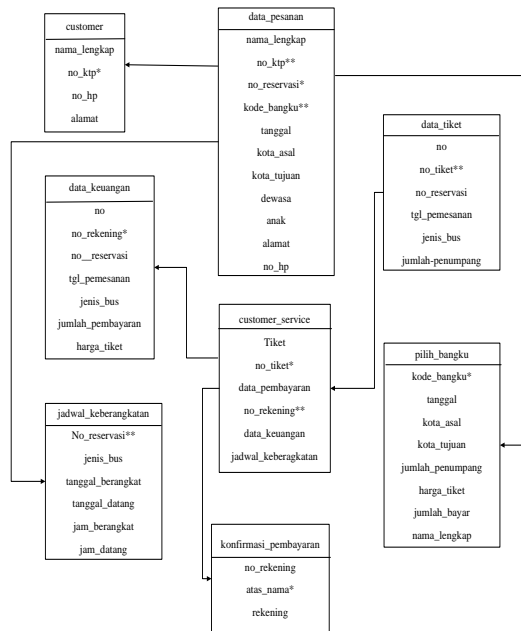 customer
nama_lengkap
no_ktp*
no_hp
alamat
data_pesanan
nama_lengkap
no_ktp**
no_reservasi*
kode_bangku**
tanggal
kota_asal
kota_tujuan
dewasa
anak
alamat
no_hp
data_tiket
no
no_tiket**
no_reservasi
tgl_pemesanan
jenis_bus
jumlah-penumpang
data_keuangan
no
no_rekening*
no__reservasi
tgl_pemesanan
jenis_bus
jumlah_pembayaran
harga_tiket
customer_service
Tiket
no_tiket*
data_pembayaran
no_rekening**
data_keuangan
jadwal_keberagkatan
pilih_bangku
kode_bangku*
tanggal
kota_asal
kota_tujuan
jumlah_penumpang
harga_tiket
jumlah_bayar
nama_lengkap
jadwal_keberangkatan
No_reservasi**
jenis_bus
tanggal_berangkat
tanggal_datang
jam_berangkat
jam_datang
konfirmasi_pembayaran
no_rekening
atas_nama*
rekening